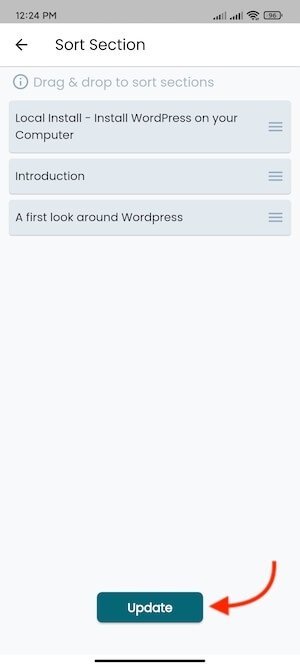 12:24 PM
96
Sort Section
Drag & drop to sort sections
Local Install - Install WordPress on your
Computer
Introduction
A first look around Wordpress
Update